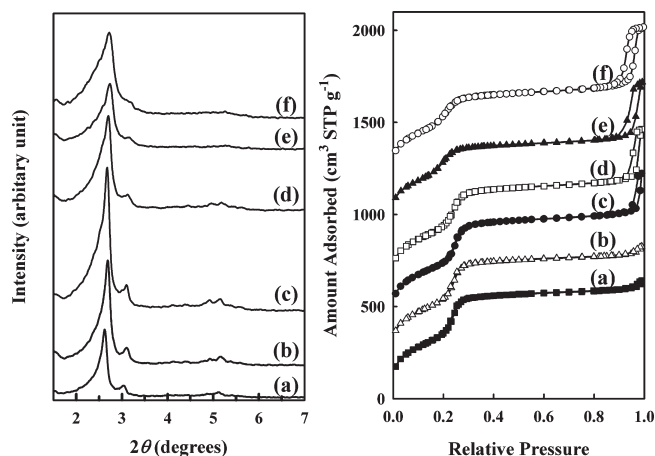 Intensity (arbitary unit)
(f)
(e)
(d)
(c)
(b)
(a)
2 3 4 5 6 7
2θ (degrees)
Amount Adsorbed (cm³ STP g⁻¹)
2000
1500
1000
500
0
(f)
(e)
(d)
(c)
(b)
(a)
0.0 0.2 0.4 0.6 0.8 1.0
Relative Pressure